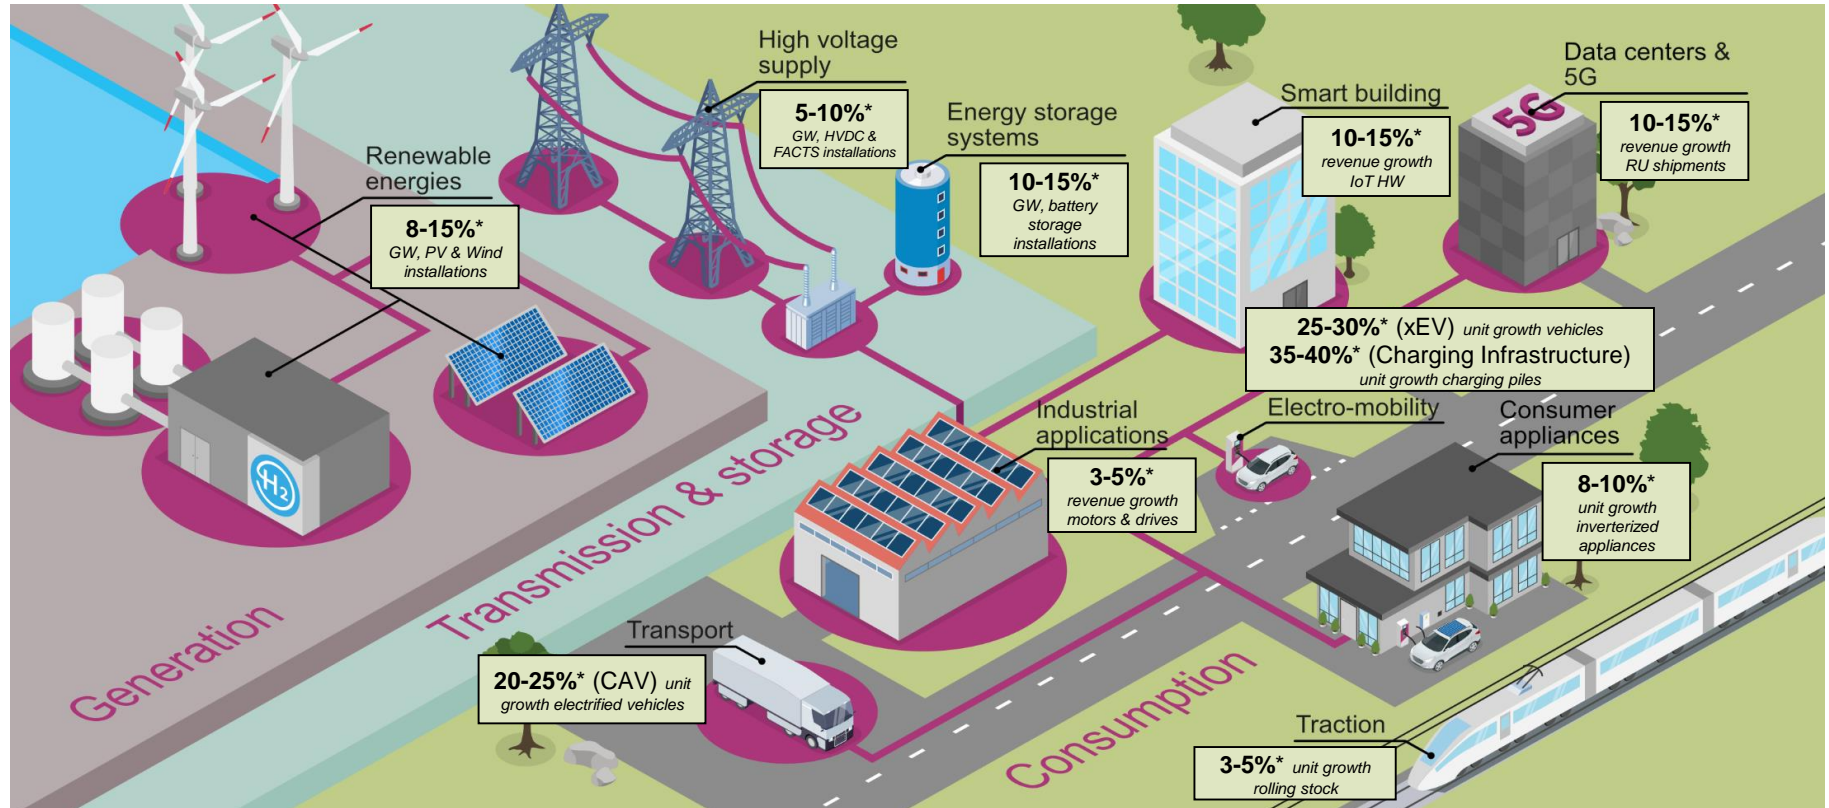 High voltage
supply
5-10%*
GW, HVDC &
FACTS installations
Energy storage
systems
10-15%*
GW, battery
storage
installations
Smart building
10-15%*
revenue growth
IoT HW
Data centers &
5G
10-15%*
revenue growth
RU shipments
5G
Renewable
energies
8-15%*
GW, PV & Wind
installations
H2
25-30%* (xEV) unit growth vehicles
35-40%* (Charging Infrastructure)
unit growth charging piles
Electro-mobility
Industrial
applications
3-5%*
revenue growth
motors & drives
Consumer
appliances
8-10%*
unit growth
inverterized
appliances
Generation
Transmission & storage
Consumption
Transport
20-25%* (CAV) unit
growth electrified vehicles
Traction
3-5%* unit growth
rolling stock